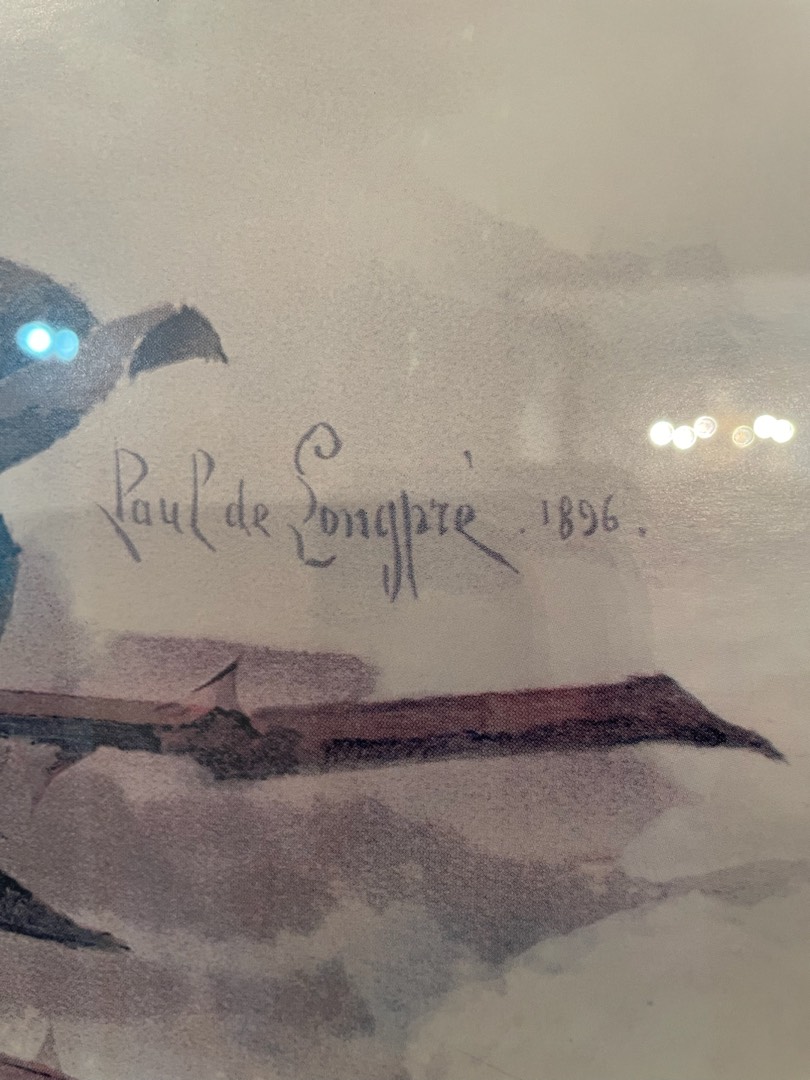 Paul de Longpré . 1896 .